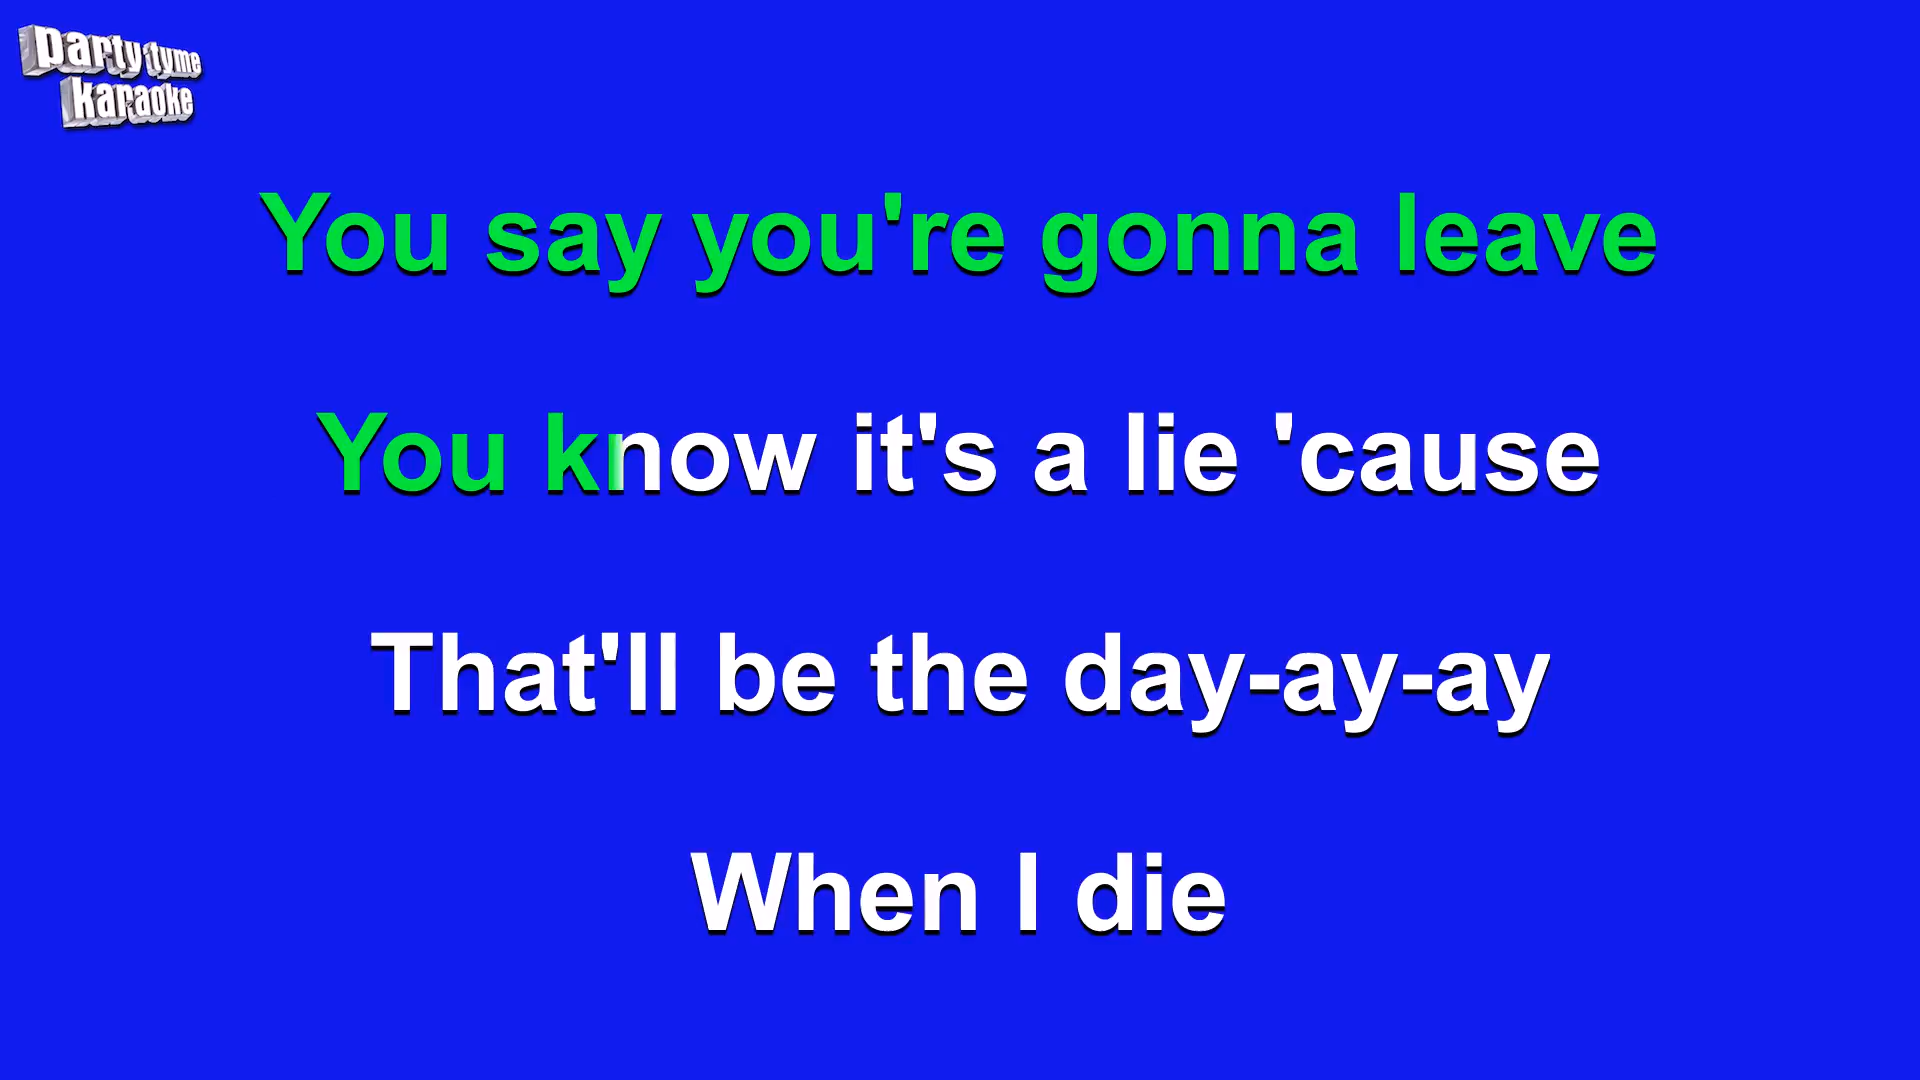 party tyme
karaoke
You say you're gonna leave
You know it's a lie 'cause
That'll be the day-ay-ay
When I die